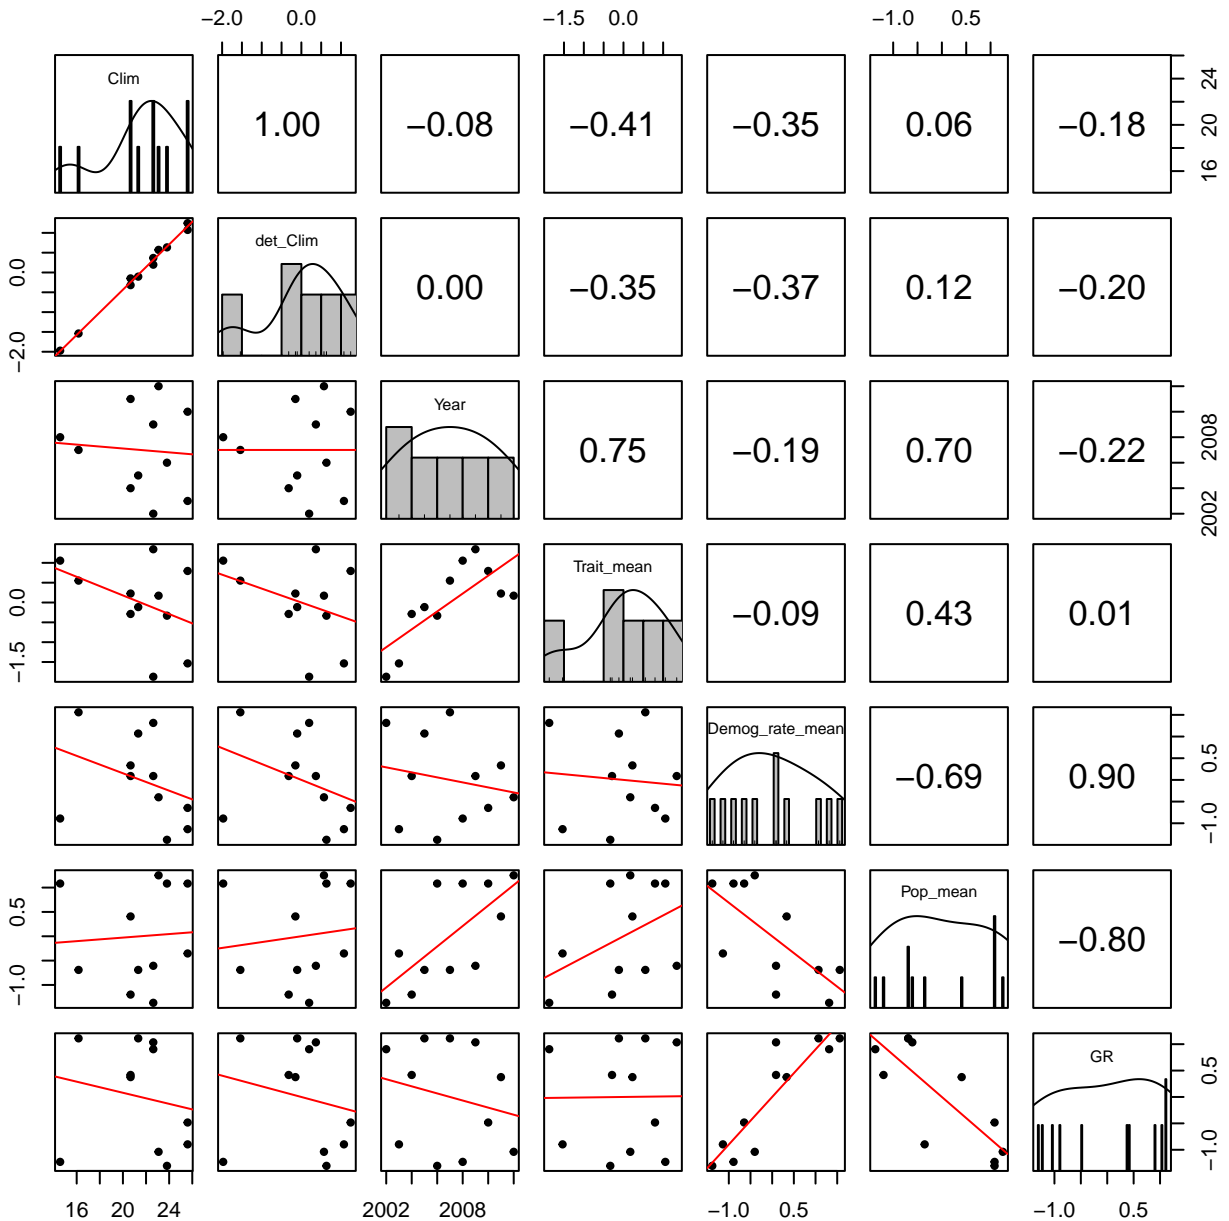 −2.0 0.0 −1.5 0.0 −1.0 0.5
Clim 1.00 −0.08 −0.41 −0.35 0.06 −0.18 16 20 24
−2.0 0.0 det_Clim 0.00 −0.35 −0.37 0.12 −0.20
Year 0.75 −0.19 0.70 −0.22 2002 2008
−1.5 0.0 Trait_mean −0.09 0.43 0.01
Demog_rate_mean −0.69 0.90 −1.0 0.5
−1.0 0.5 Pop_mean −0.80
GR −1.0 0.5
16 20 24 2002 2008 −1.0 0.5 −1.0 0.5